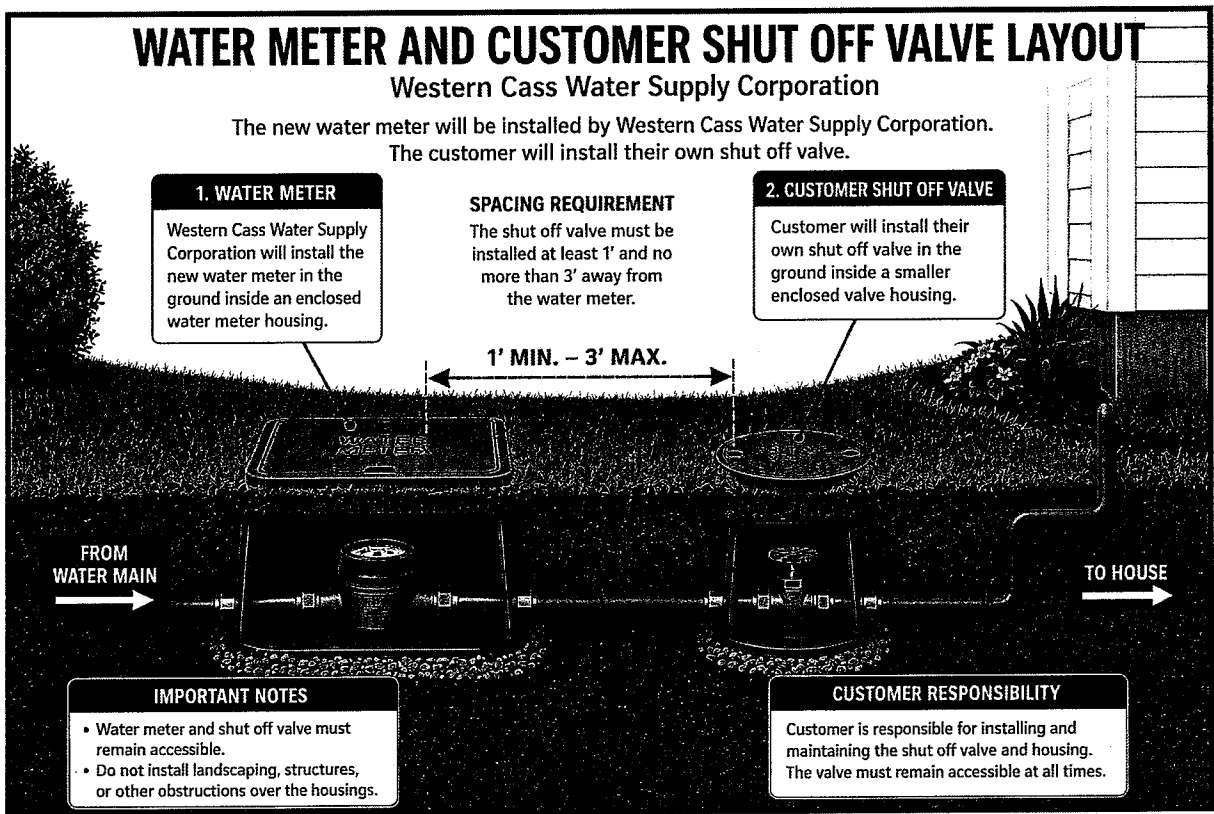 WATER METER AND CUSTOMER SHUT OFF VALVE LAYOUT
Western Cass Water Supply Corporation
The new water meter will be installed by Western Cass Water Supply Corporation.
The customer will install their own shut off valve.
1. WATER METER
Western Cass Water Supply
Corporation will install the
new water meter in the
ground inside an enclosed
water meter housing.
SPACING REQUIREMENT
The shut off valve must be
installed at least 1' and no
more than 3' away from
the water meter.
2. CUSTOMER SHUT OFF VALVE
Customer will install their
own shut off valve in the
ground inside a smaller
enclosed valve housing.
1' MIN. – 3' MAX.
WATER
METER
FROM
WATER MAIN
TO HOUSE
IMPORTANT NOTES
• Water meter and shut off valve must
remain accessible.
• Do not install landscaping, structures,
or other obstructions over the housings.
CUSTOMER RESPONSIBILITY
Customer is responsible for installing and
maintaining the shut off valve and housing.
The valve must remain accessible at all times.